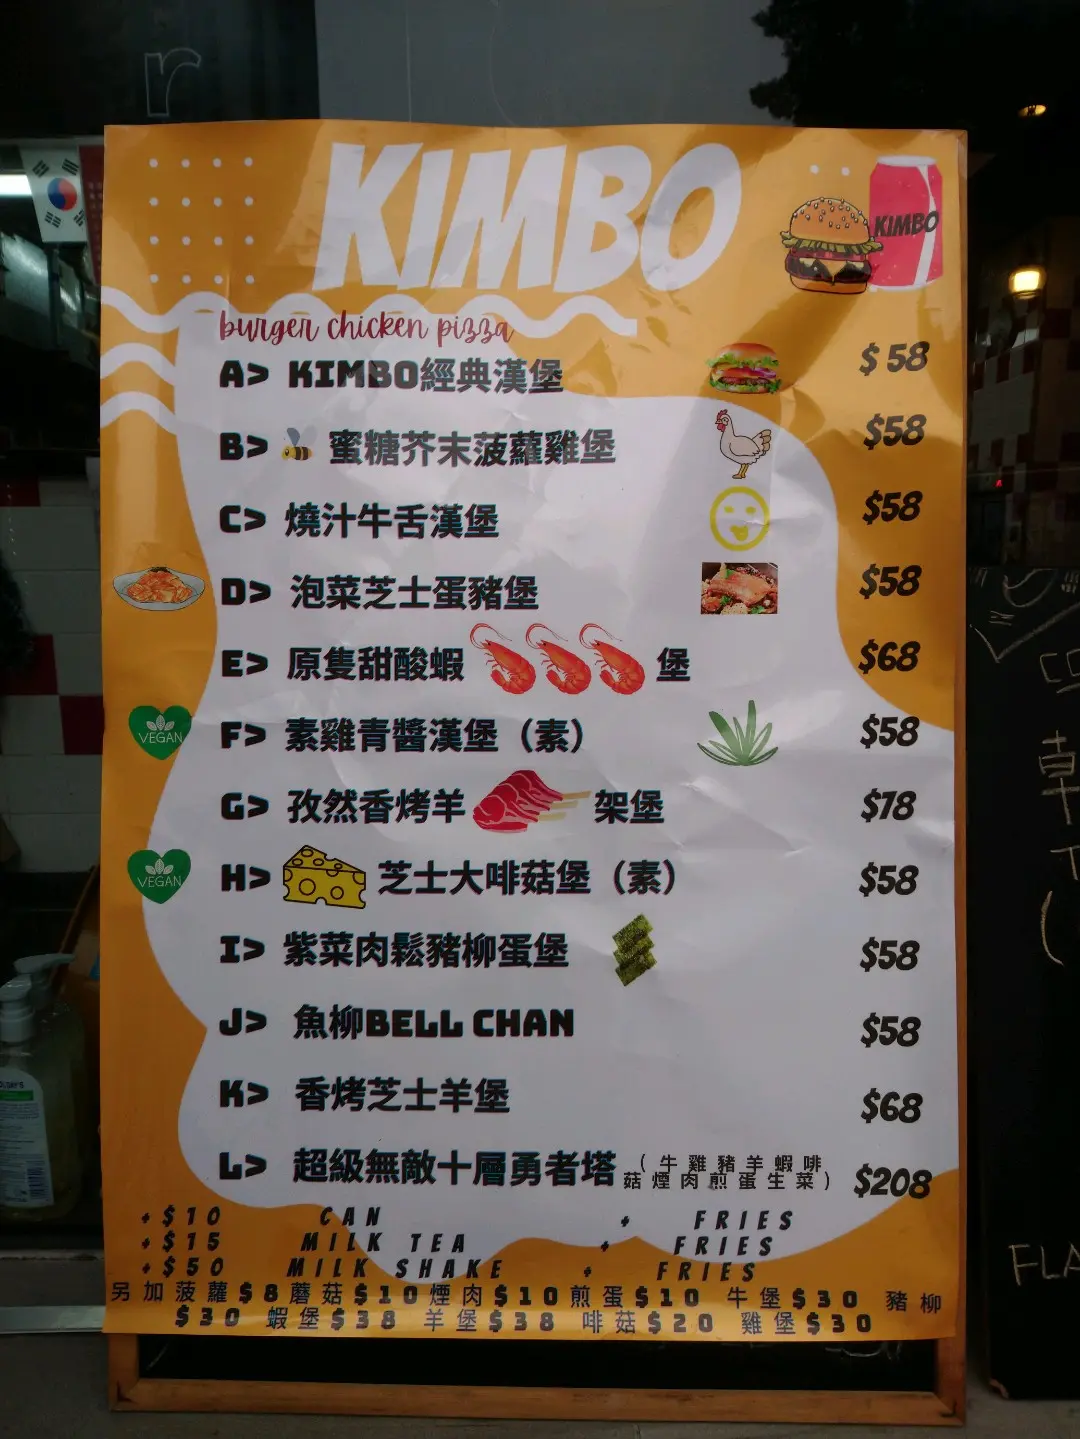 r
KIMBO
KIMBO
burger chicken pizza
A> KIMBO經典漢堡 $58
B> 蜜糖芥末菠蘿雞堡 $58
C> 燒汁牛舌漢堡 $58
D> 泡菜芝士蛋豬堡 $58
E> 原隻甜酸蝦 堡 $68
VEGAN F> 素雞青醬漢堡（素） $58
G> 孜然香烤羊 架堡 $78
VEGAN H> 芝士大啡菇堡（素） $58
I> 紫菜肉鬆豬柳蛋堡 $58
J> 魚柳BELL CHAN $58
K> 香烤芝士羊堡 $68
L> 超級無敵十層勇者塔 （牛雞豬羊蝦啡 $208
菇煙肉煎蛋生菜）
+$10 CAN + FRIES
+$15 MILK TEA + FRIES
+$50 MILK SHAKE + FRIES
另加菠蘿$8蘑菇$10煙肉$10煎蛋$10 牛堡$30 豬柳
$30 蝦堡$38 羊堡$38 啡菇$20 雞堡$30
FLA